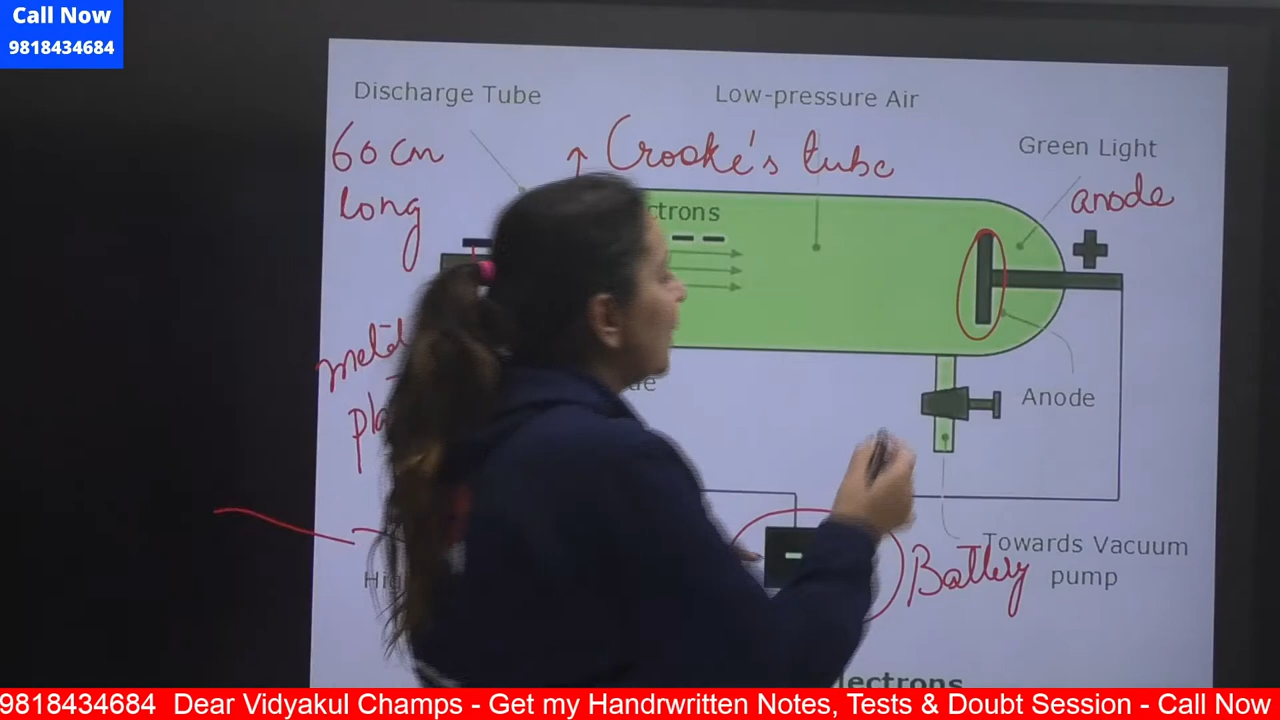 Call Now
9818434684
Discharge Tube
Low-pressure Air
Green Light
60 cm
long
Crooke's tube
anode
metal
Anode
Battery
Towards Vacuum
pump
9818434684 Dear Vidyakul Champs - Get my Handrwritten Notes, Tests & Doubt Session - Call Now